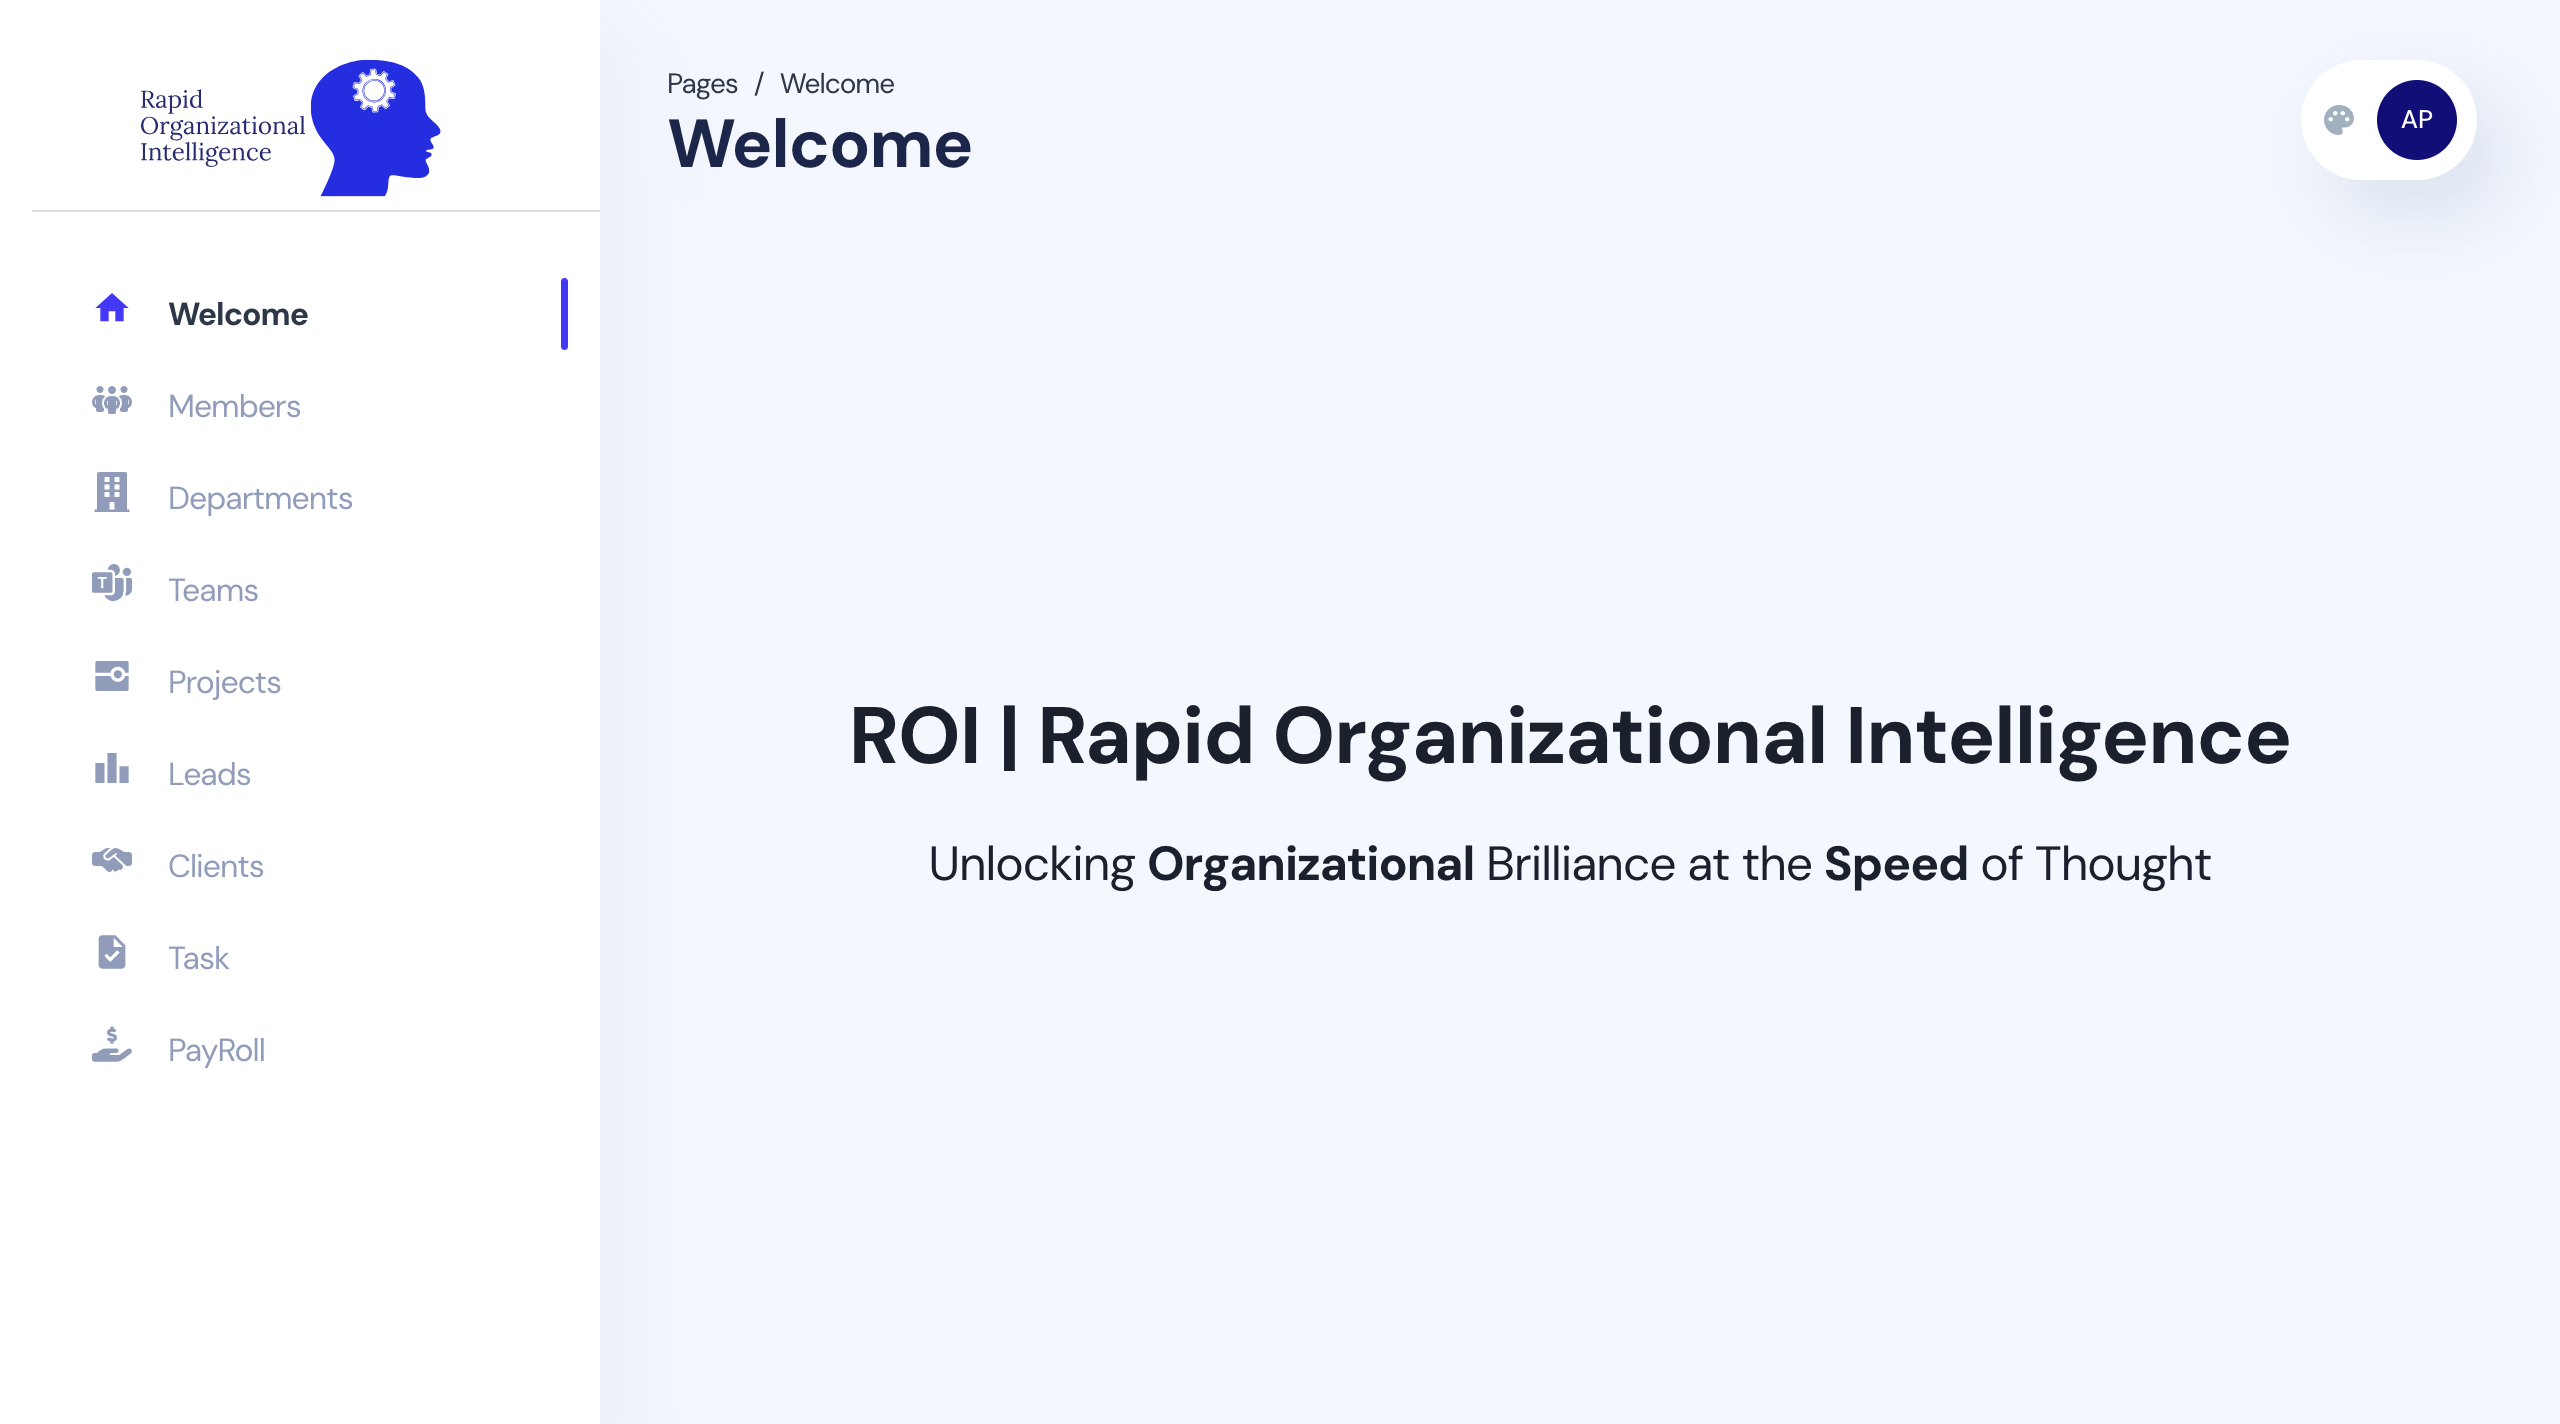 Rapid
Organizational
Intelligence
Welcome
Members
Departments
T
Teams
Projects
Leads
Clients
Task
$
PayRoll
Pages / Welcome
Welcome
AP
ROI | Rapid Organizational Intelligence
Unlocking Organizational Brilliance at the Speed of Thought